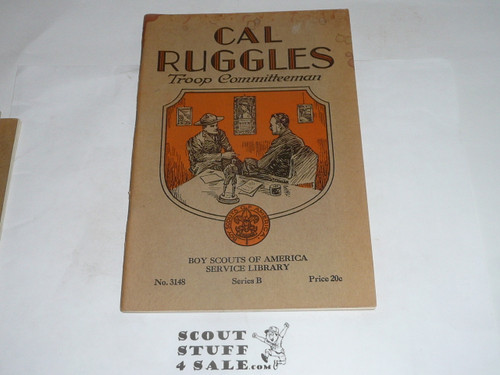 CAL
RUGGLES
Troop Committeeman
BOY SCOUTS OF AMERICA
SERVICE LIBRARY
No. 3148 Series B Price 20c
SCOUT
STUFF
4 SALE.COM